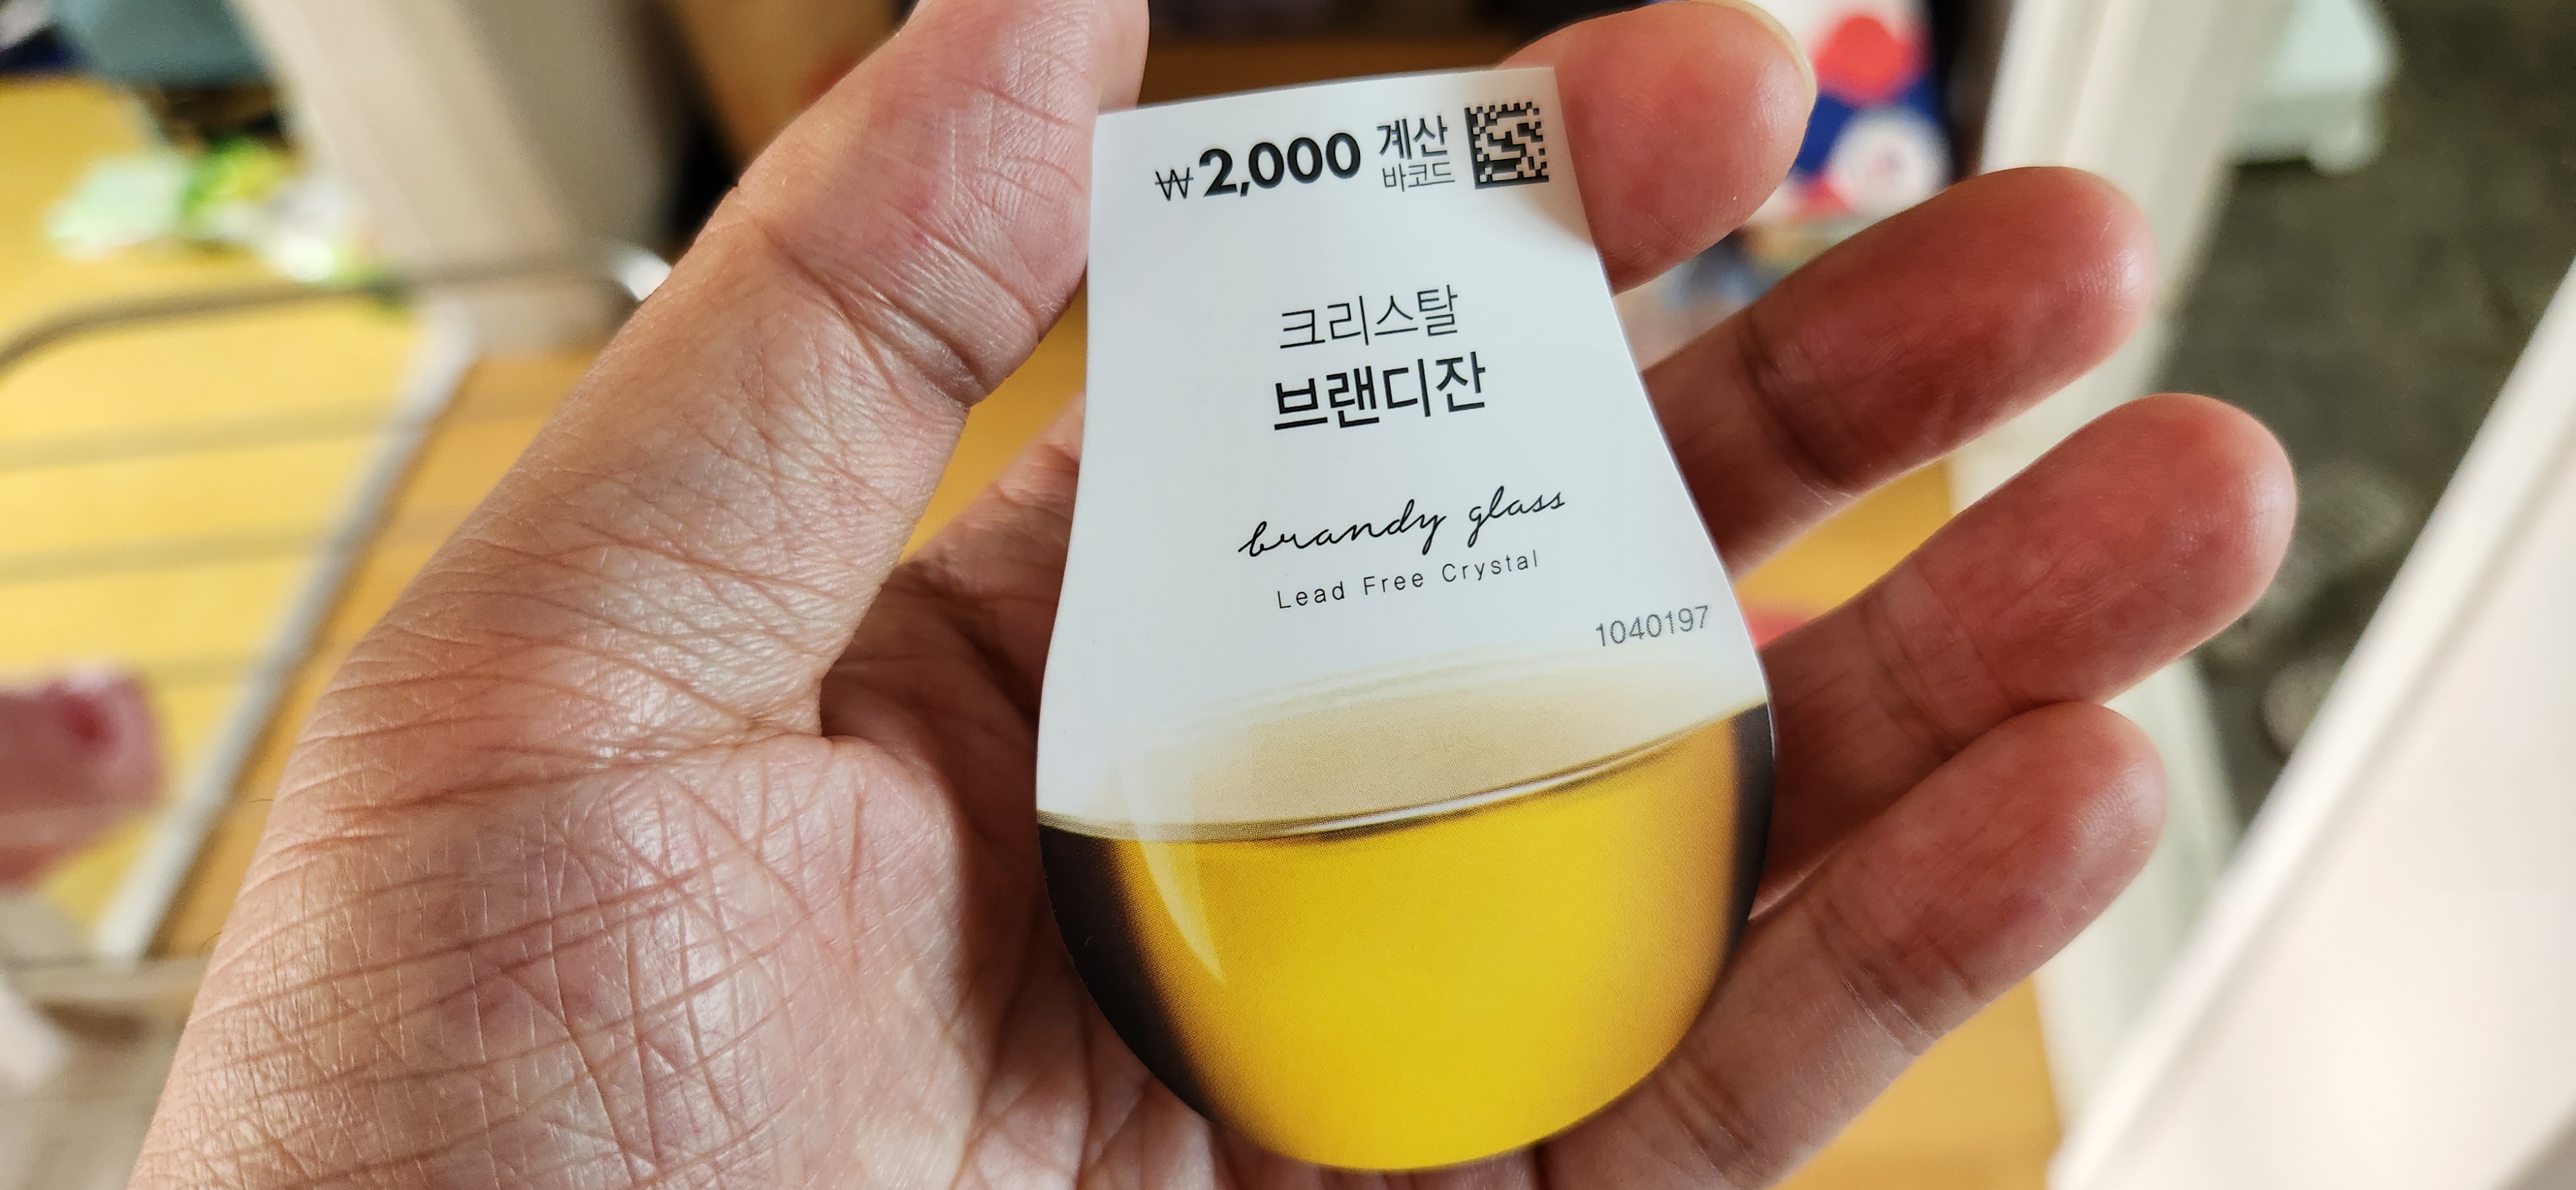 ₩2,000 계산
바코드
크리스탈
브랜디잔
brandy glass
Lead Free Crystal
1040197